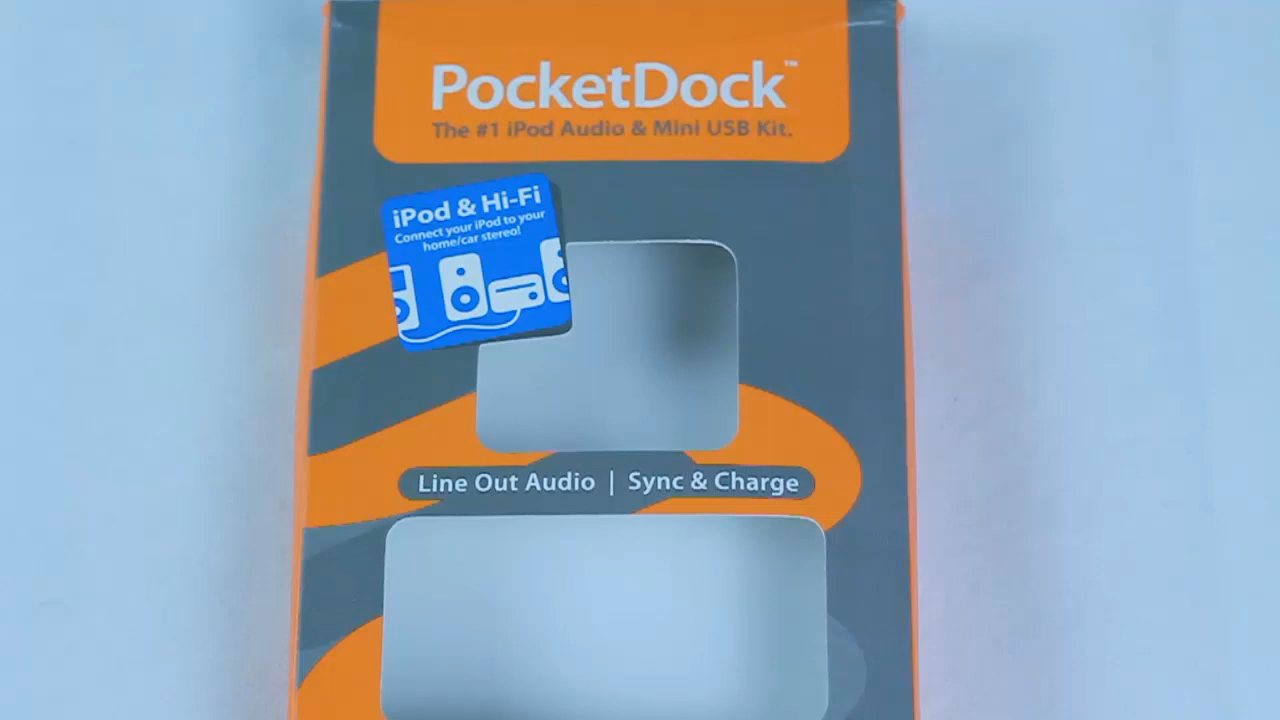 PocketDock™
The #1 iPod Audio & Mini USB Kit.
iPod & Hi-Fi
Connect your iPod to your
home/car stereo!
Line Out Audio | Sync & Charge